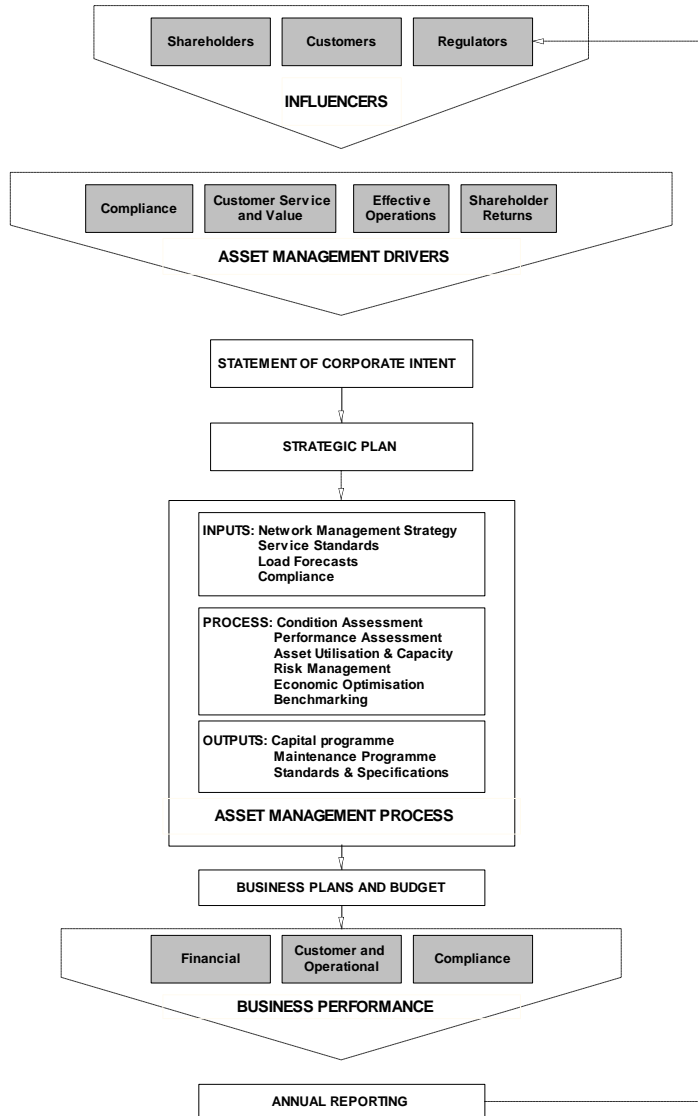 Shareholders
Customers
Regulators
INFLUENCERS
Compliance
Customer Service
and Value
Effective
Operations
Shareholder
Returns
ASSET MANAGEMENT DRIVERS
STATEMENT OF CORPORATE INTENT
STRATEGIC PLAN
INPUTS: Network Management Strategy
Service Standards
Load Forecasts
Compliance
PROCESS: Condition Assessment
Performance Assessment
Asset Utilisation & Capacity
Risk Management
Economic Optimisation
Benchmarking
OUTPUTS: Capital programme
Maintenance Programme
Standards & Specifications
ASSET MANAGEMENT PROCESS
BUSINESS PLANS AND BUDGET
Financial
Customer and
Operational
Compliance
BUSINESS PERFORMANCE
ANNUAL REPORTING